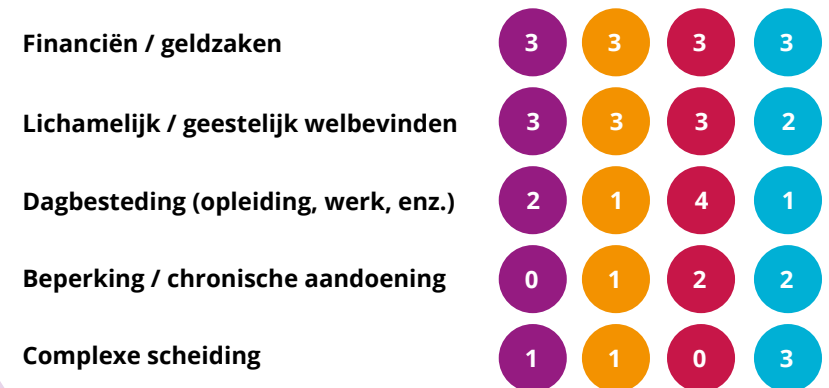 Financiën / geldzaken 3 3 3 3
Lichamelijk / geestelijk welbevinden 3 3 3 2
Dagbesteding (opleiding, werk, enz.) 2 1 4 1
Beperking / chronische aandoening 0 1 2 2
Complexe scheiding 1 1 0 3